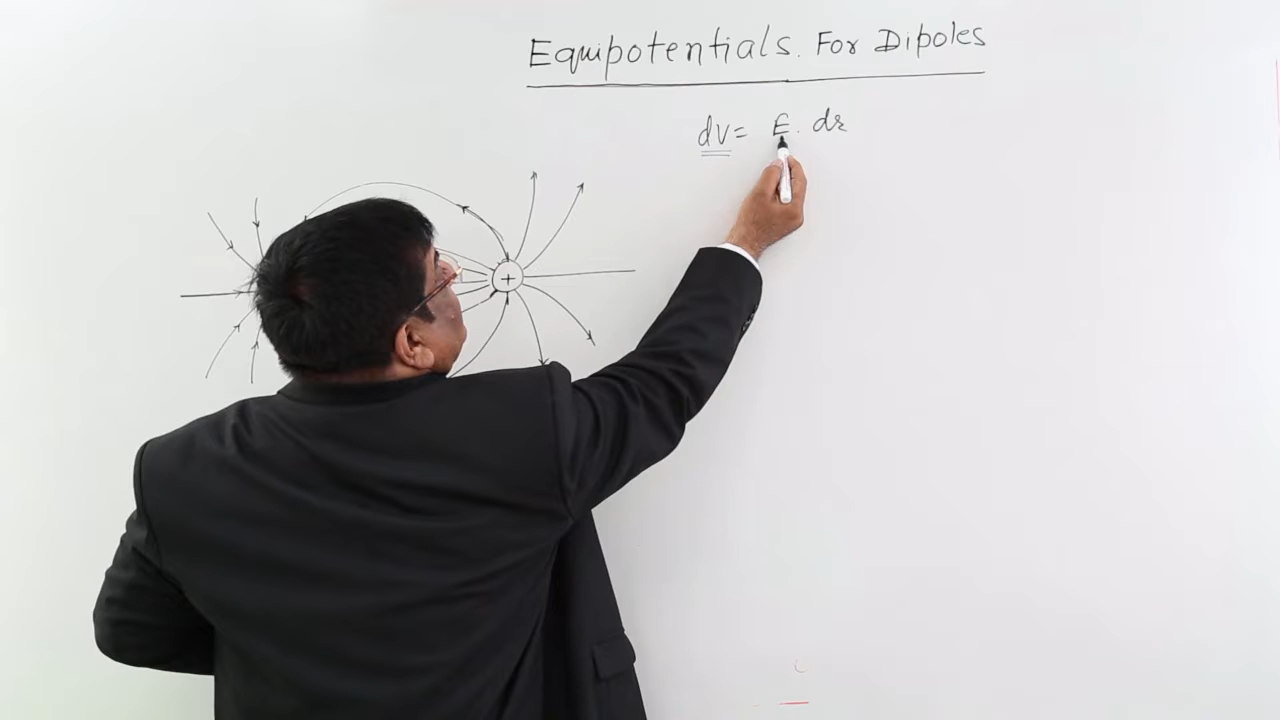 Equipotentials. For Dipoles
dv = E. dr
+